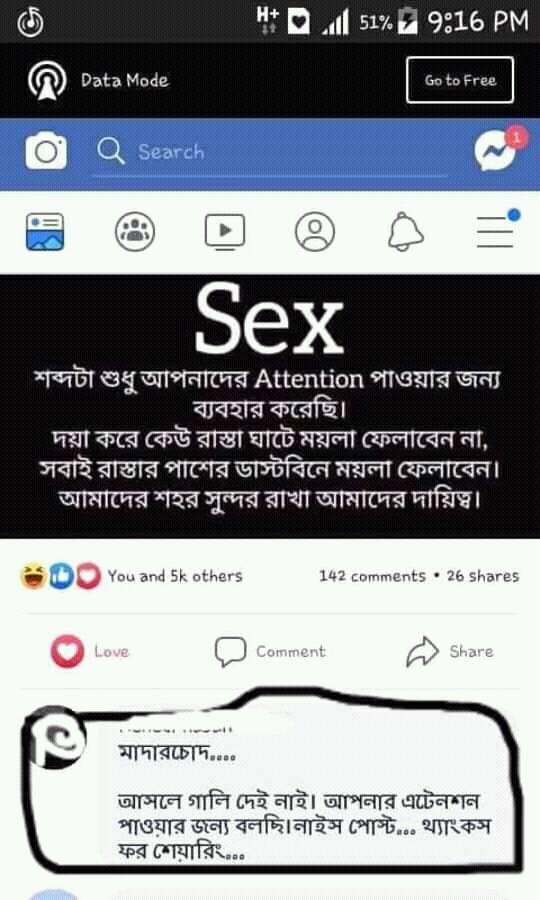 H+ 51% 9:16 PM
Data Mode Go to Free
Search 1
Sex
শব্দটা শুধু আপনাদের Attention পাওয়ার জন্য
ব্যবহার করেছি।
দয়া করে কেউ রাস্তা ঘাটে ময়লা ফেলাবেন না,
সবাই রাস্তার পাশের ডাস্টবিনে ময়লা ফেলাবেন।
আমাদের শহর সুন্দর রাখা আমাদের দায়িত্ব।
You and 5k others 142 comments • 26 shares
Love Comment Share
মাদারচোদ....
আসলে গালি দেই নাই। আপনার এটেনশন
পাওয়ার জন্য বলছি।নাইস পোস্ট... থ্যাংকস
ফর শেয়ারিং...